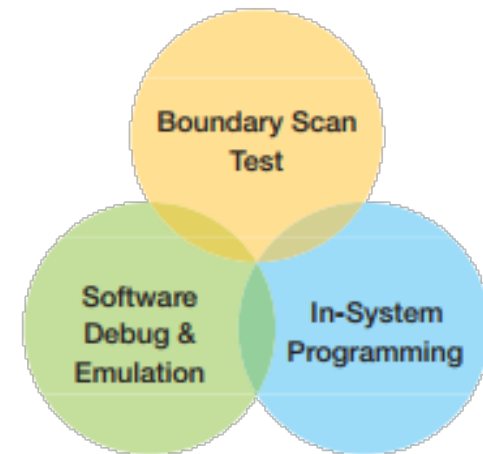 Boundary Scan
Test
Software
Debug &
Emulation
In-System
Programming